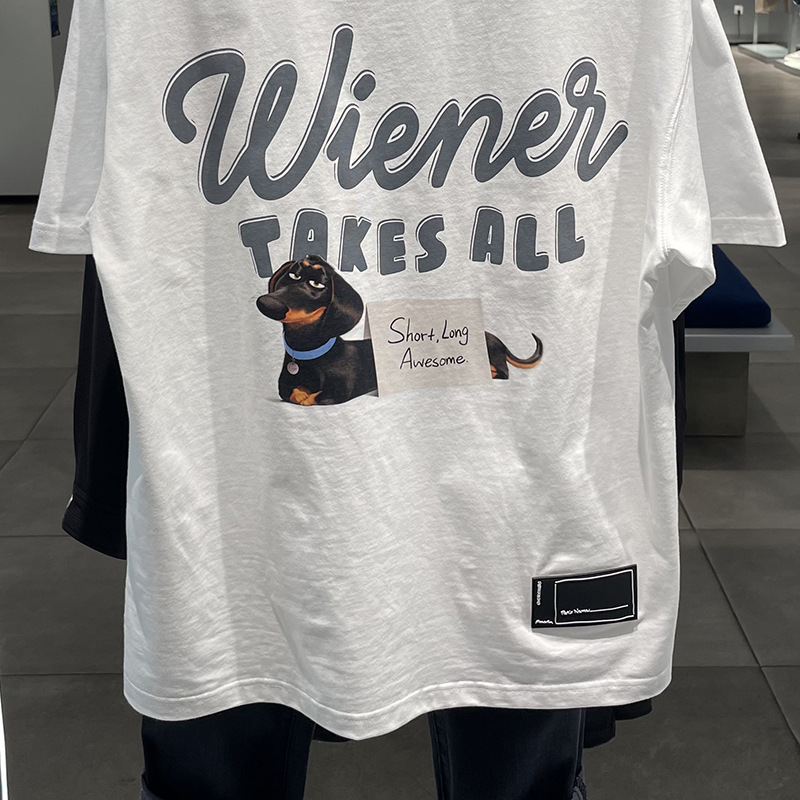 Wiener
TAKES ALL
Short, Long
Awesome.